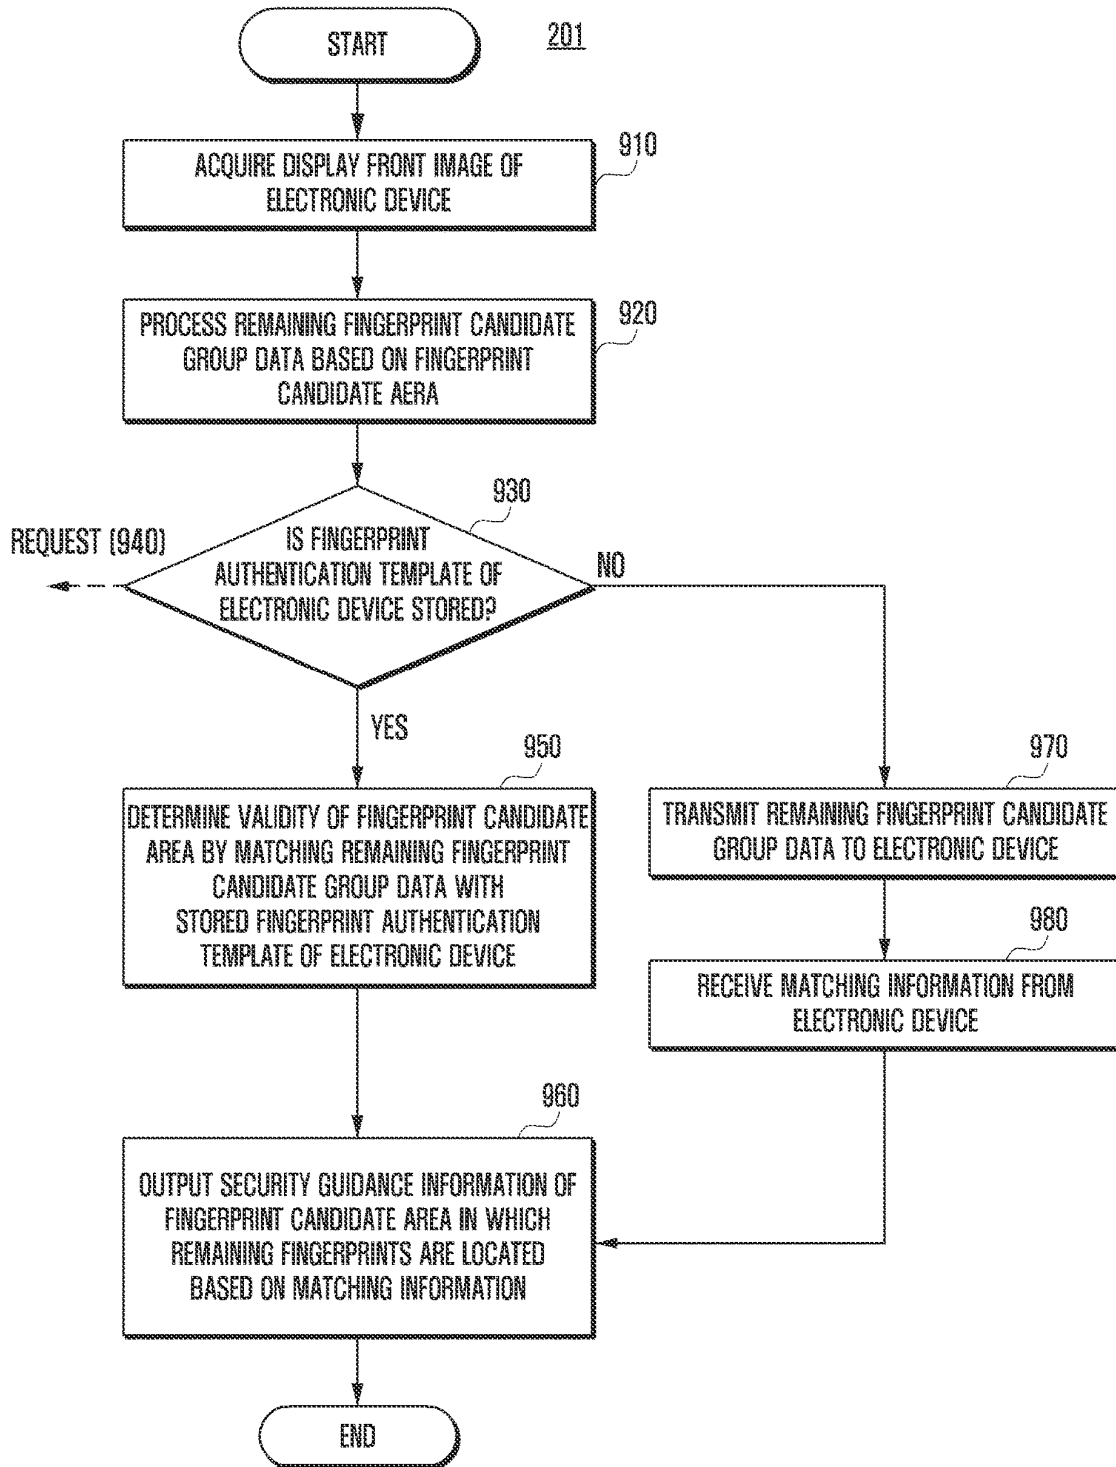 START
201
910
ACQUIRE DISPLAY FRONT IMAGE OF
ELECTRONIC DEVICE
920
PROCESS REMAINING FINGERPRINT CANDIDATE
GROUP DATA BASED ON FINGERPRINT
CANDIDATE AERA
930
REQUEST (940)
IS FINGERPRINT
AUTHENTICATION TEMPLATE OF
ELECTRONIC DEVICE STORED?
NO
YES
950
DETERMINE VALIDITY OF FINGERPRINT CANDIDATE
AREA BY MATCHING REMAINING FINGERPRINT
CANDIDATE GROUP DATA WITH
STORED FINGERPRINT AUTHENTICATION
TEMPLATE OF ELECTRONIC DEVICE
970
TRANSMIT REMAINING FINGERPRINT CANDIDATE
GROUP DATA TO ELECTRONIC DEVICE
980
RECEIVE MATCHING INFORMATION FROM
ELECTRONIC DEVICE
960
OUTPUT SECURITY GUIDANCE INFORMATION OF
FINGERPRINT CANDIDATE AREA IN WHICH
REMAINING FINGERPRINTS ARE LOCATED
BASED ON MATCHING INFORMATION
END